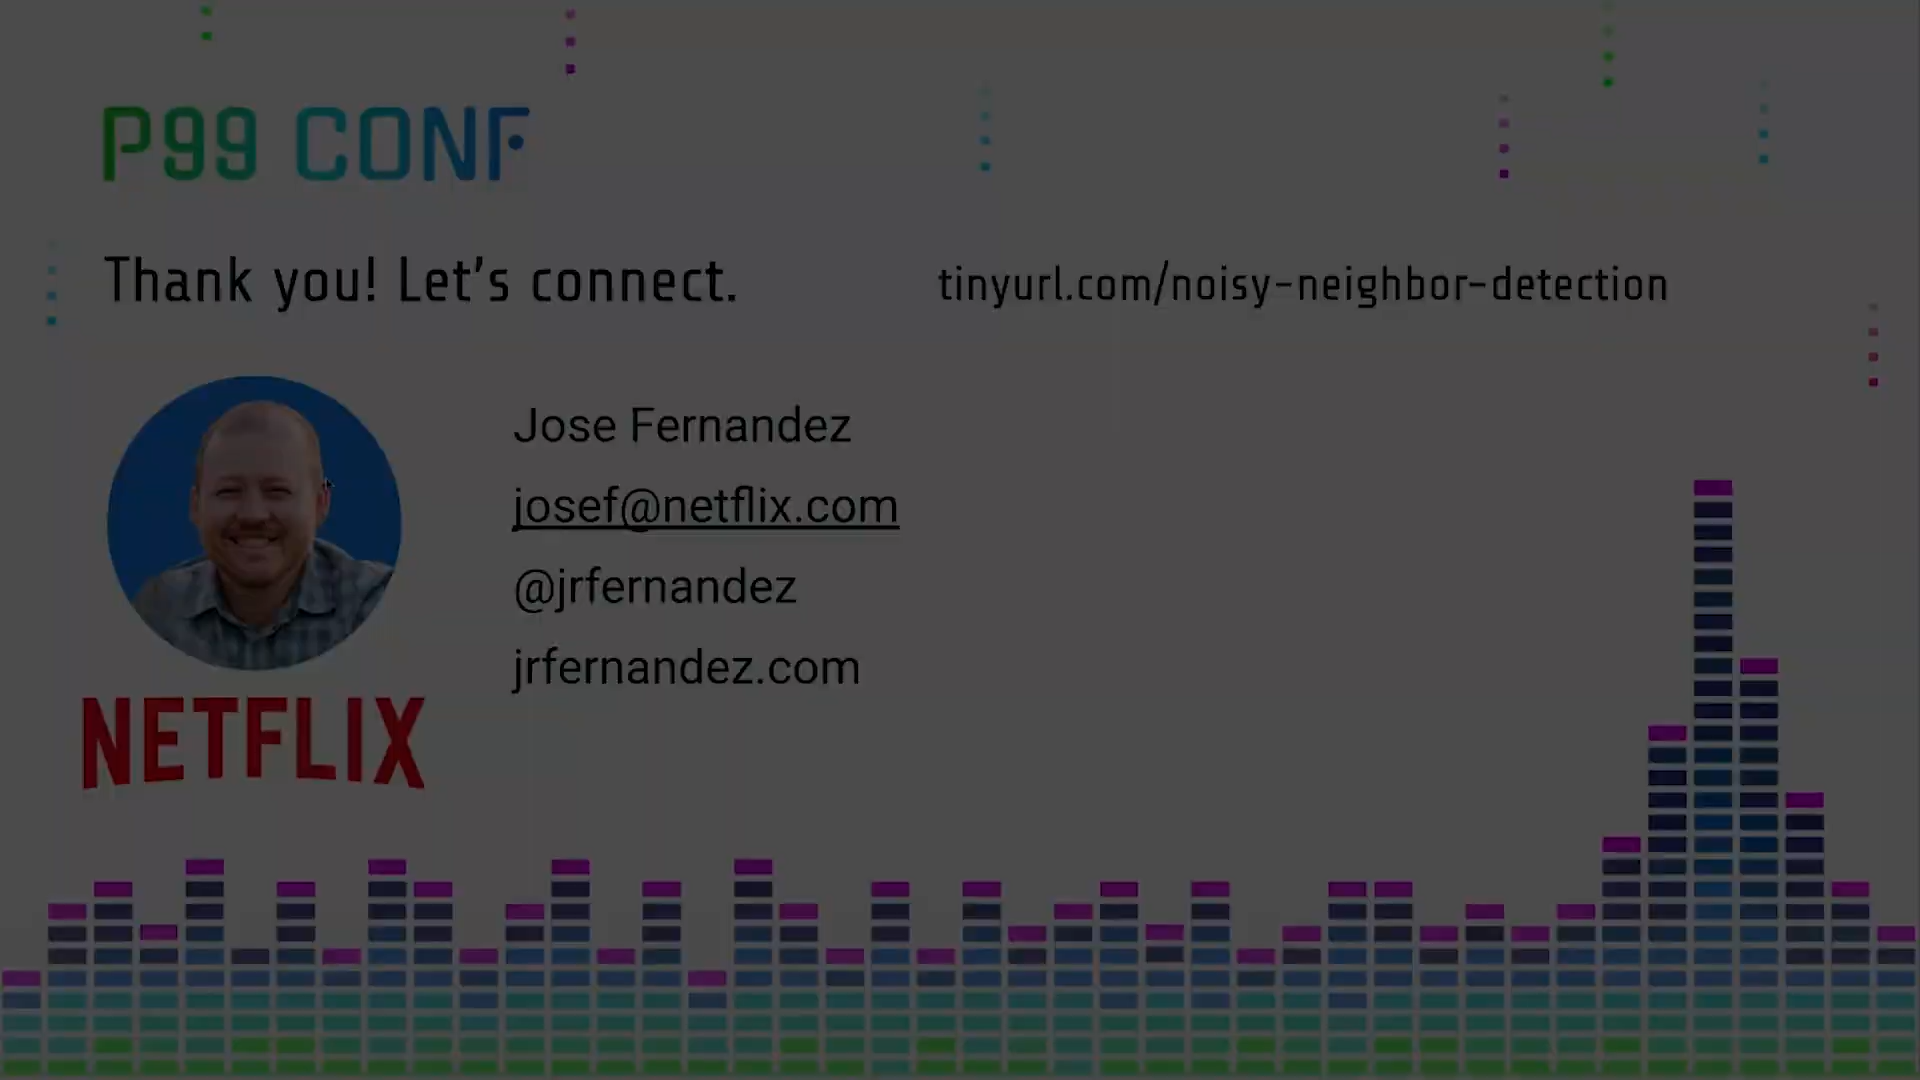 P99 CONF
Thank you! Let's connect.
tinyurl.com/noisy-neighbor-detection
Jose Fernandez
josef@netflix.com
@jrfernandez
jrfernandez.com
NETFLIX